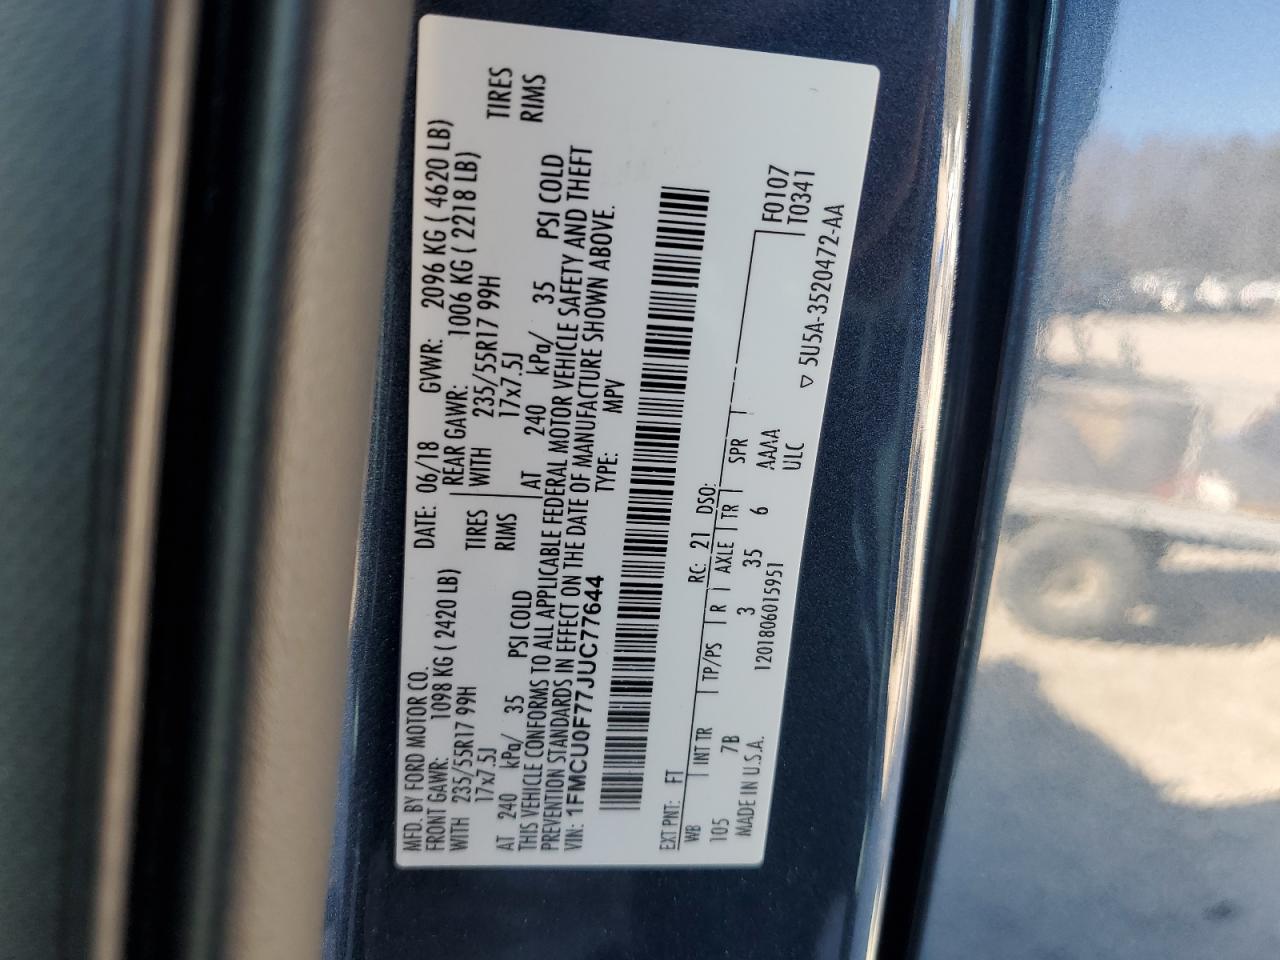 MFD. BY FORD MOTOR CO. DATE: 06/18 GVWR: 2096 KG ( 4620 LB)
FRONT GAWR: 1098 KG ( 2420 LB) REAR GAWR: 1006 KG ( 2218 LB)
WITH 235/55R17 99H TIRES WITH 235/55R17 99H TIRES
17x7.5J RIMS 17x7.5J RIMS
AT 240 kPa/ 35 PSI COLD AT 240 kPa/ 35 PSI COLD
THIS VEHICLE CONFORMS TO ALL APPLICABLE FEDERAL MOTOR VEHICLE SAFETY AND THEFT
PREVENTION STANDARDS IN EFFECT ON THE DATE OF MANUFACTURE SHOWN ABOVE.
VIN: 1FMCU0F77JUC77644 TYPE: MPV
EXT PNT: FT RC: 21 DSO: F0107
WB INT TR TP/PS R AXLE TR SPR T0341
105 7B 3 35 6 AAAA
MADE IN U.S.A. 1201806015951 ULC ▽ 5U5A-3520472-AA